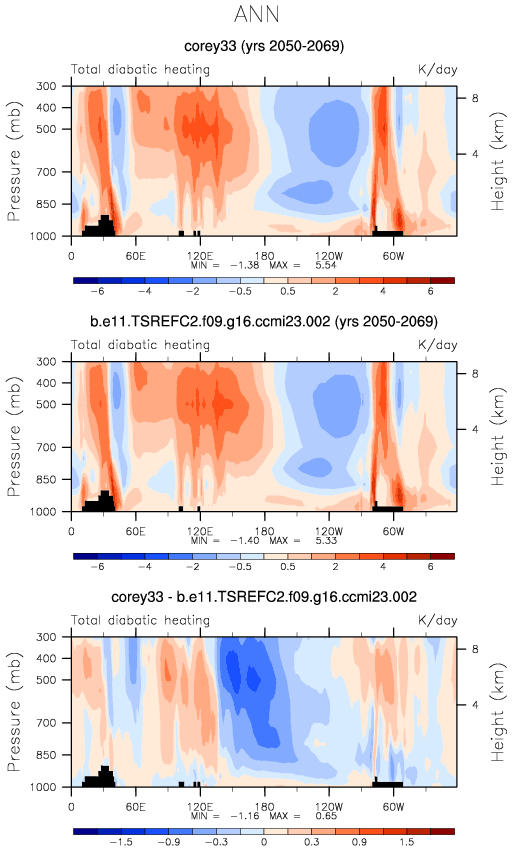 ANN
corey33 (yrs 2050-2069)
Total diabatic heating K/day
Pressure (mb)
300
400
500
700
850
1000
Height (km)
8
4
0 60E 120E 180 120W 60W
MIN = -1.38 MAX = 5.54
-6 -4 -2 -1 -0.5 0 0.5 1 2 4 6
b.e11.TSREFC2.f09.g16.ccmi23.002 (yrs 2050-2069)
Total diabatic heating K/day
Pressure (mb)
300
400
500
700
850
1000
Height (km)
8
4
0 60E 120E 180 120W 60W
MIN = -1.40 MAX = 5.33
-6 -4 -2 -1 -0.5 0 0.5 1 2 4 6
corey33 - b.e11.TSREFC2.f09.g16.ccmi23.002
Total diabatic heating K/day
Pressure (mb)
300
400
500
700
850
1000
Height (km)
8
4
0 60E 120E 180 120W 60W
MIN = -1.16 MAX = 0.65
-1.5 -0.9 -0.3 0 0.3 0.9 1.5